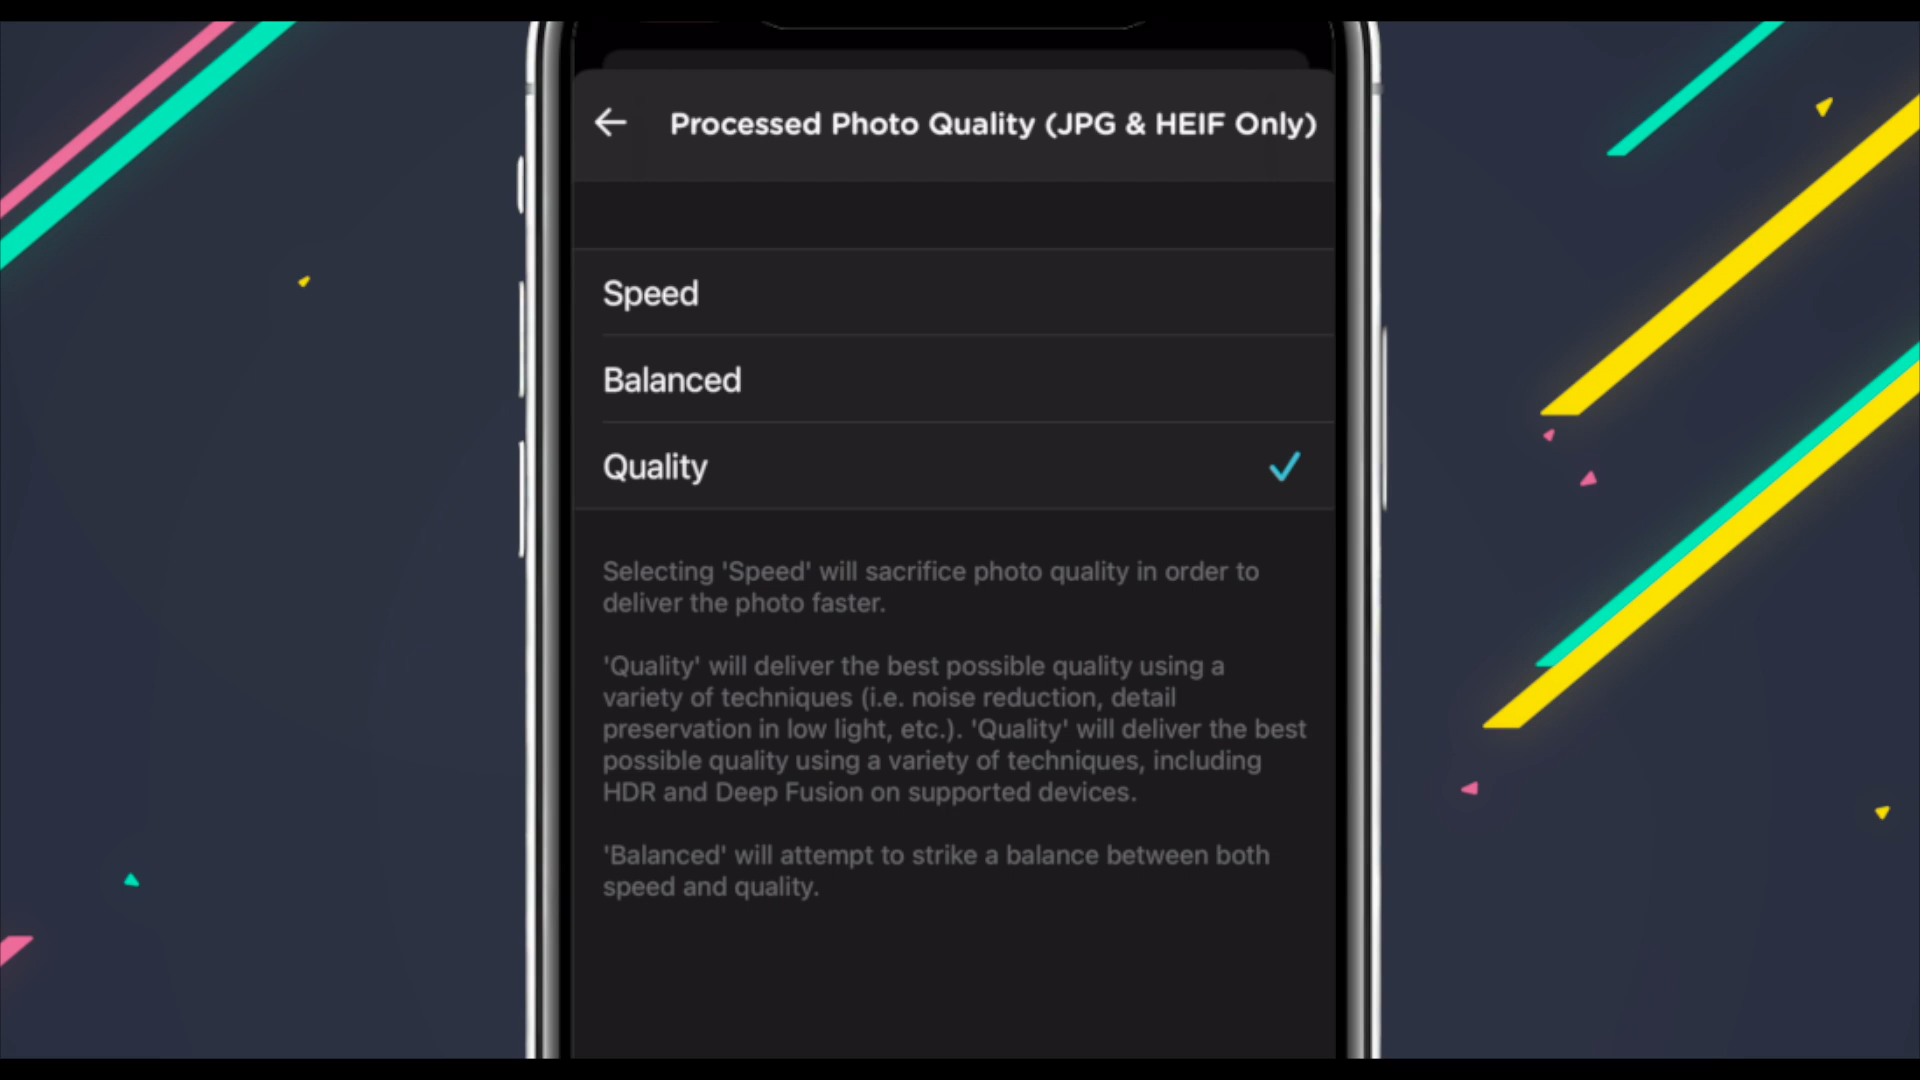 Processed Photo Quality (JPG & HEIF Only)
Speed
Balanced
Quality
Selecting 'Speed' will sacrifice photo quality in order to
deliver the photo faster.
'Quality' will deliver the best possible quality using a
variety of techniques (i.e. noise reduction, detail
preservation in low light, etc.). 'Quality' will deliver the best
possible quality using a variety of techniques, including
HDR and Deep Fusion on supported devices.
'Balanced' will attempt to strike a balance between both
speed and quality.